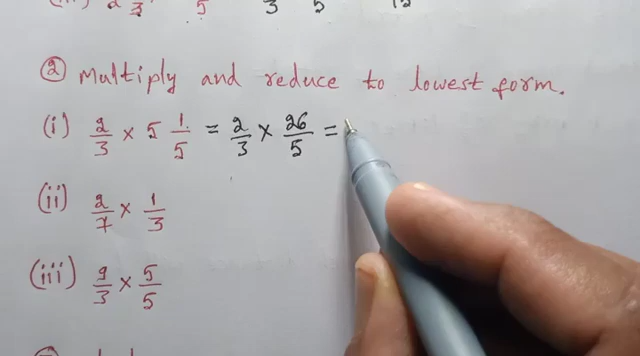 ② Multiply and reduce to lowest form.
(i) 2/3 × 5 1/5 = 2/3 × 26/5 =
(ii) 2/7 × 1/3
(iii) 9/3 × 5/5